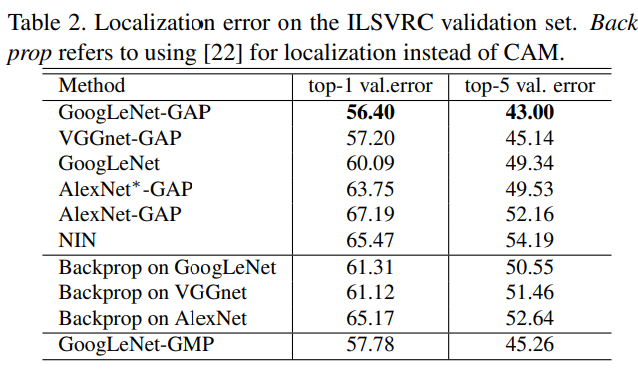 Table 2. Localization error on the ILSVRC validation set. Back
prop refers to using [22] for localization instead of CAM.
Method top-1 val.error top-5 val. error
GoogLeNet-GAP 56.40 43.00
VGGnet-GAP 57.20 45.14
GoogLeNet 60.09 49.34
AlexNet*-GAP 63.75 49.53
AlexNet-GAP 67.19 52.16
NIN 65.47 54.19
Backprop on GoogLeNet 61.31 50.55
Backprop on VGGnet 61.12 51.46
Backprop on AlexNet 65.17 52.64
GoogLeNet-GMP 57.78 45.26